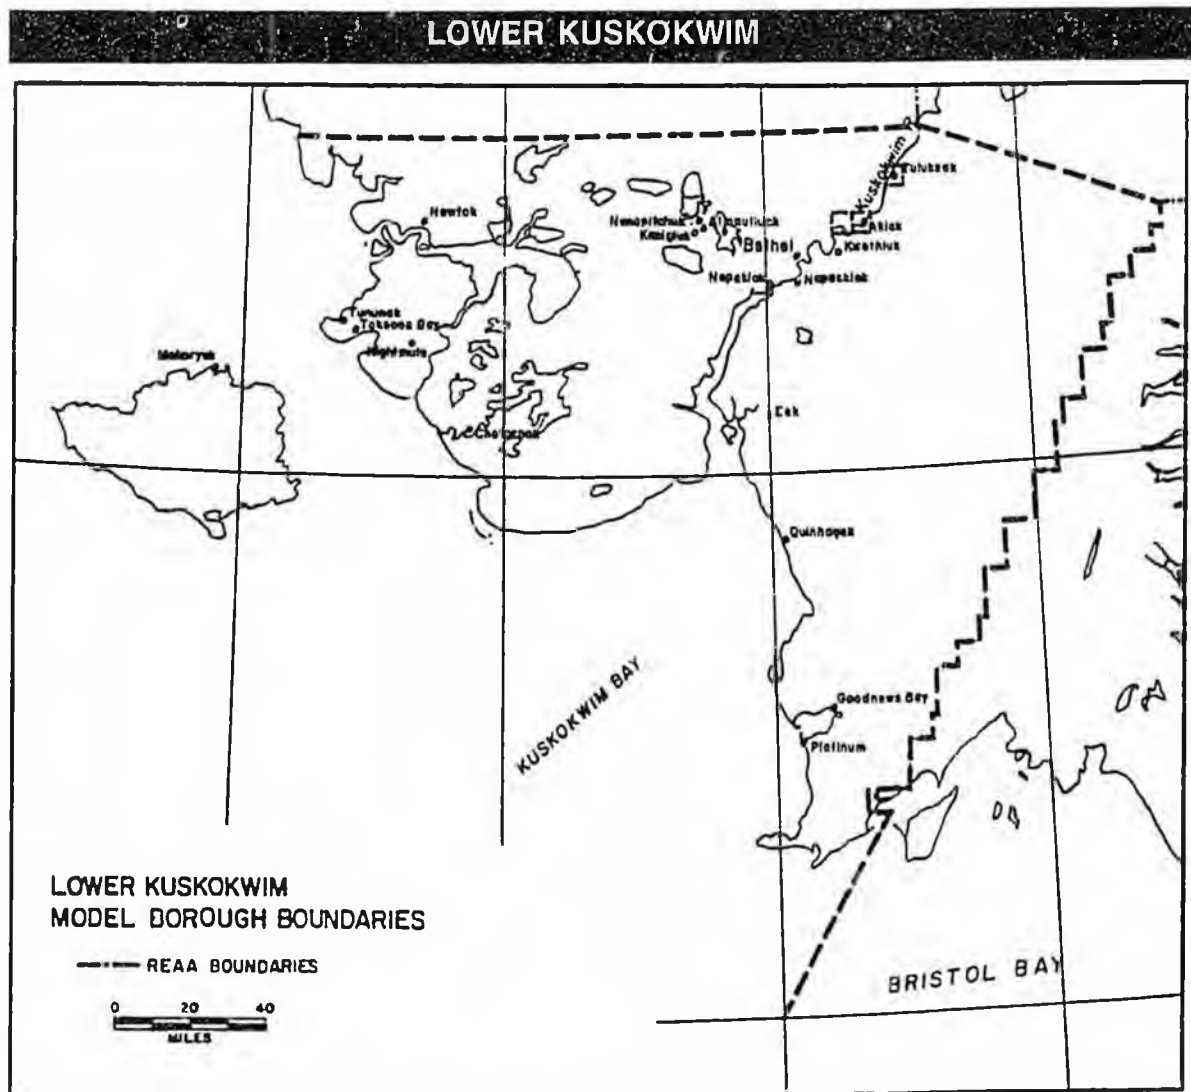 LOWER KUSKOKWIM
KUSKOKWIM
Tuluksak
Newtok
Akiak
Kwethluk
Bethel
Napakiak
Napaskiak
Tununak
Toksook Bay
Nightmute
Mekoryuk
Eek
Chefornak
Quinhagak
KUSKOKWIM BAY
Goodnews Bay
Platinum
LOWER KUSKOKWIM
MODEL BOROUGH BOUNDARIES
REAA BOUNDARIES
0 20 40
MILES
BRISTOL BAY